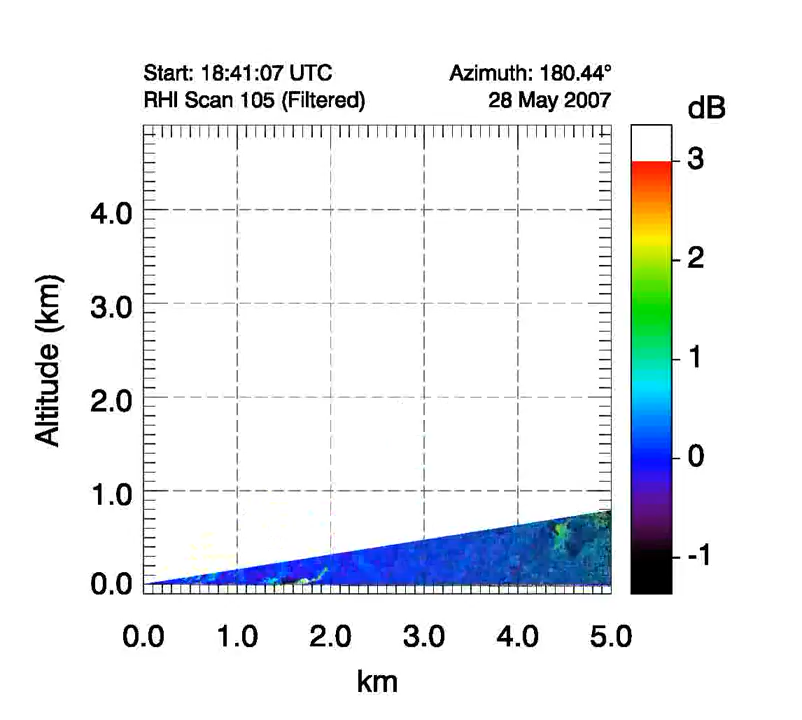 Start: 18:41:07 UTC
Azimuth: 180.44°
RHI Scan 105 (Filtered)
28 May 2007
dB
3
2
1
0
-1
Altitude (km)
4.0
3.0
2.0
1.0
0.0
0.0 1.0 2.0 3.0 4.0 5.0
km